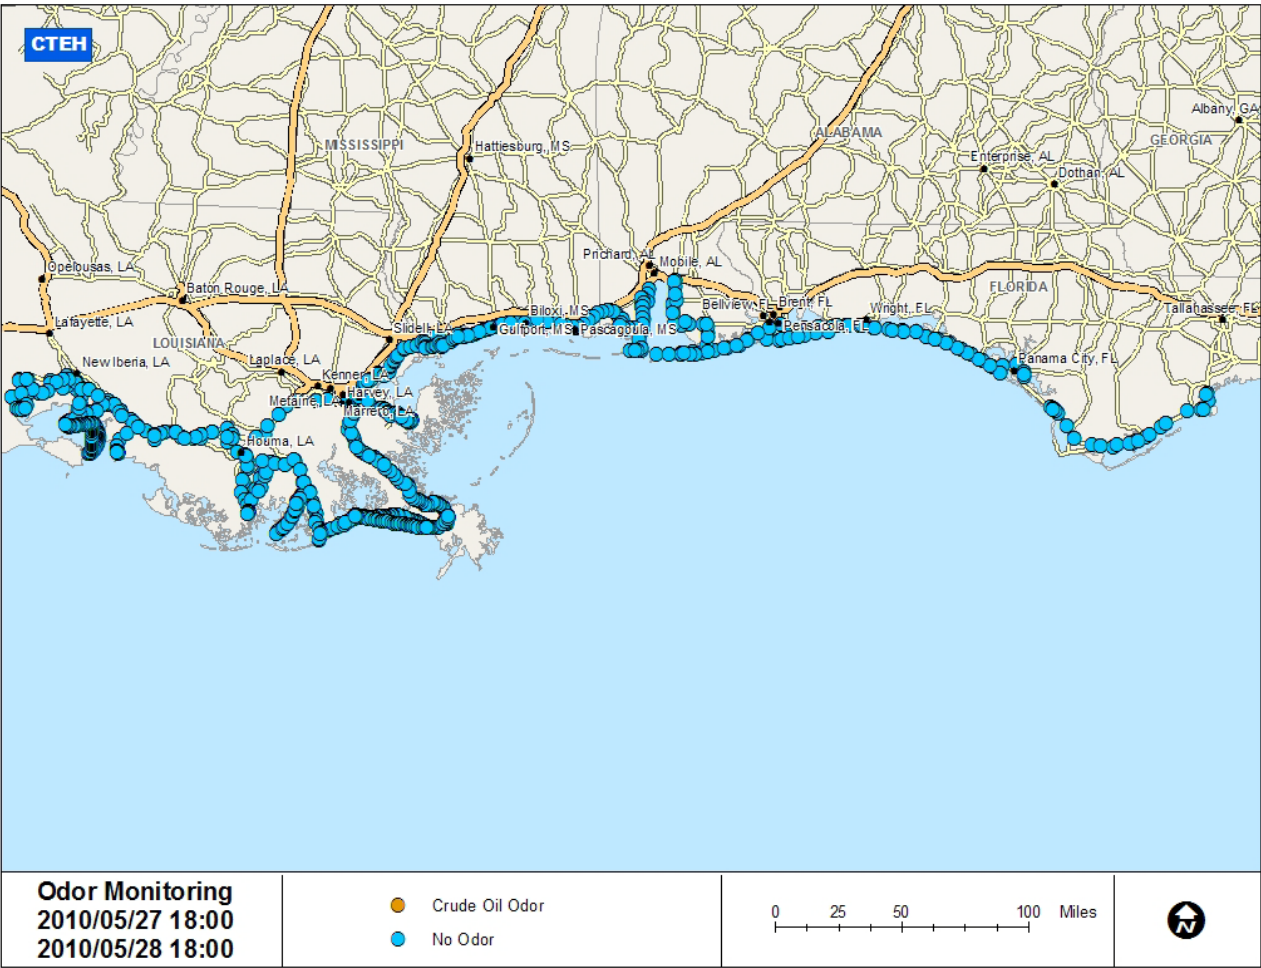 CTEH
Albany, GA
ALABAMA
GEORGIA
MISSISSIPPI
Hattiesburg, MS
Enterprise, AL
Dothan, AL
Prichard, AL
Mobile, AL
Opelousas, LA
Baton Rouge, LA
FLORIDA
Bellview, FL
Brent, FL
Wright, FL
Tallahassee, FL
Biloxi, MS
Lafayette, LA
Slidell, LA
Gulfport, MS
Pascagoula, MS
Pensacola, FL
LOUISIANA
New Iberia, LA
Laplace, LA
Panama City, FL
Kenner, LA
Harvey, LA
Metairie, LA
Marrero, LA
Houma, LA
Odor Monitoring
2010/05/27 18:00
2010/05/28 18:00
Crude Oil Odor
No Odor
0 25 50 100 Miles
N